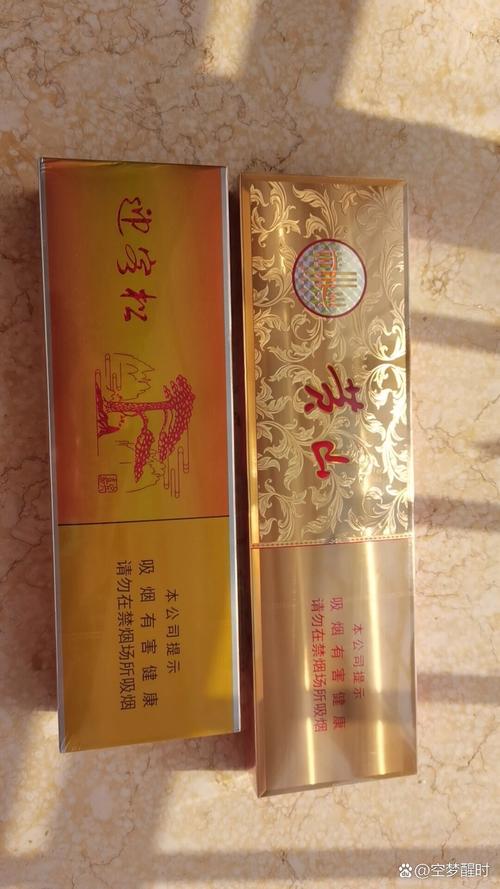 迎客松
本公司提示
吸烟有害健康
请勿在禁烟场所吸烟
黄山
本公司提示
吸烟有害健康
请勿在禁烟场所吸烟
@空梦醒时